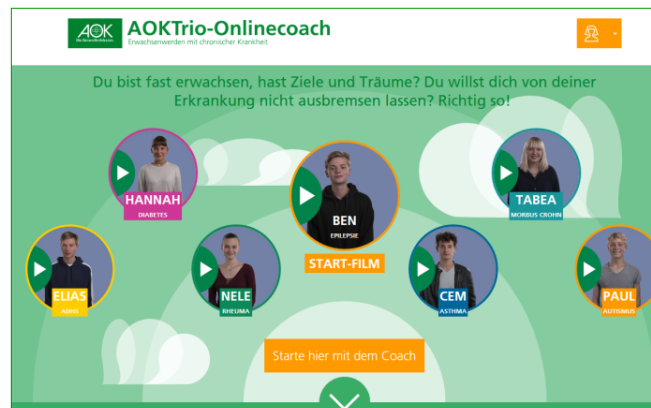 AOK
AOKTrio-Onlinecoach
Die Gesundheitskasse.
Erwachsenwerden mit chronischer Krankheit
Du bist fast erwachsen, hast Ziele und Träume? Du willst dich von deiner
Erkrankung nicht ausbremsen lassen? Richtig so!
HANNAH
DIABETES
BEN
EPILEPSIE
START-FILM
TABEA
MORBUS CROHN
ELIAS
ADHS
NELE
RHEUMA
CEM
ASTHMA
PAUL
AUTISMUS
Starte hier mit dem Coach